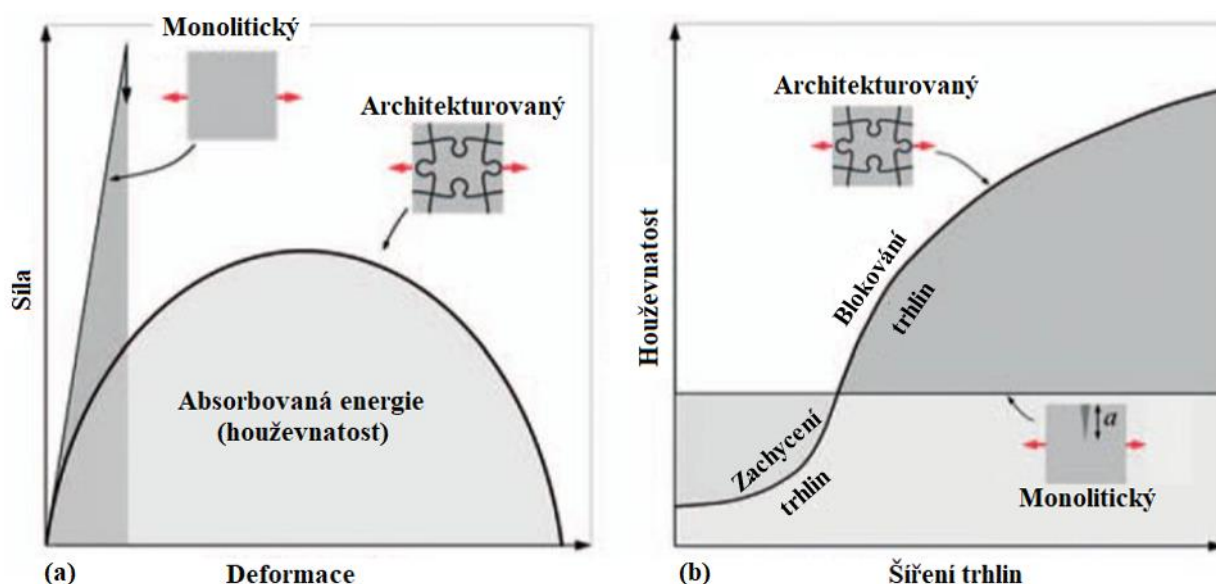 Monolitický
Architekturovaný
Síla
Absorbovaná energie
(houževnatost)
(a)
Deformace
Architekturovaný
Houževnatost
Blokování
trhlin
Zachycení
trhlin
a
Monolitický
(b)
Šíření trhlin